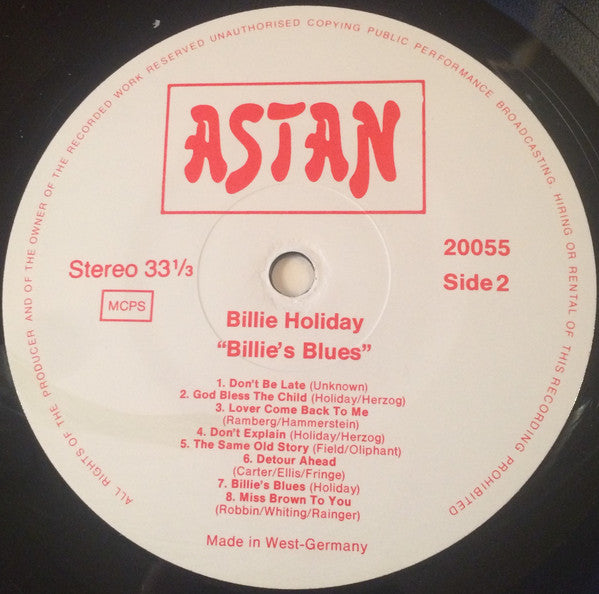 ALL RIGHTS OF THE PRODUCER AND OF THE OWNER OF THE RECORDED WORK RESERVED UNAUTHORISED COPYING PUBLIC PERFORMANCE BROADCASTING, HIRING OR RENTAL OF THIS RECORDING PROHIBITED
ASTAN
Stereo 33 1/3
MCPS
20055
Side 2
Billie Holiday
“Billie's Blues”
1. Don't Be Late (Unknown)
2. God Bless The Child (Holiday/Herzog)
3. Lover Come Back To Me
(Ramberg/Hammerstein)
4. Don't Explain (Holiday/Herzog)
5. The Same Old Story (Field/Oliphant)
6. Detour Ahead
(Carter/Ellis/Fringe)
7. Billie's Blues (Holiday)
8. Miss Brown To You
(Robbin/Whiting/Rainger)
Made in West-Germany